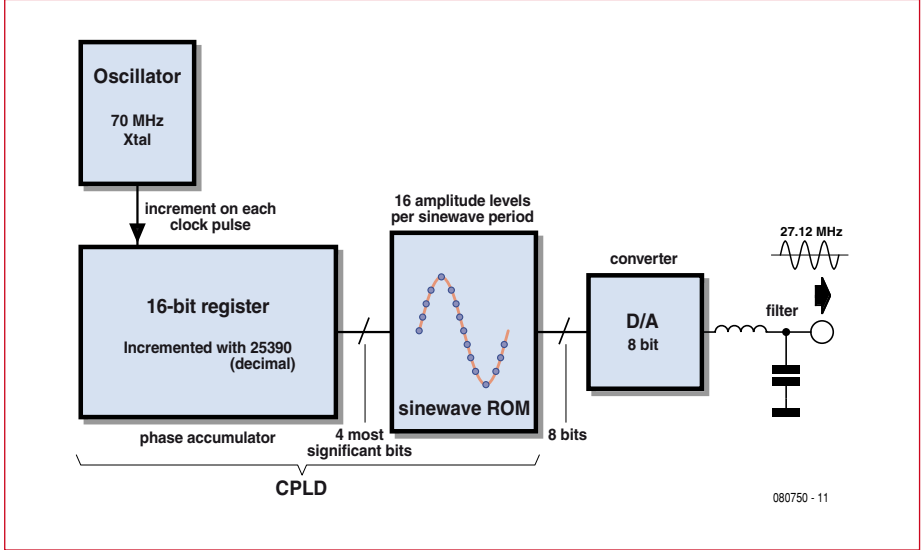 Oscillator
70 MHz
Xtal
increment on each
clock pulse
16-bit register
Incremented with 25390
(decimal)
phase accumulator
4 most
significant bits
16 amplitude levels
per sinewave period
sinewave ROM
8 bits
converter
D/A
8 bit
filter
27.12 MHz
CPLD
080750 - 11